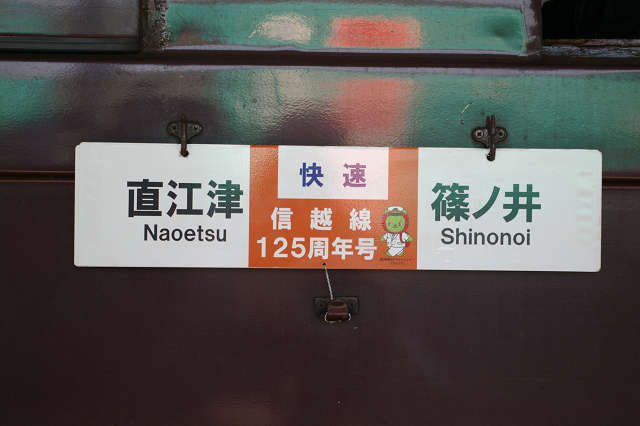 直江津
Naoetsu
快速
信越線
125周年号
篠ノ井
Shinonoi